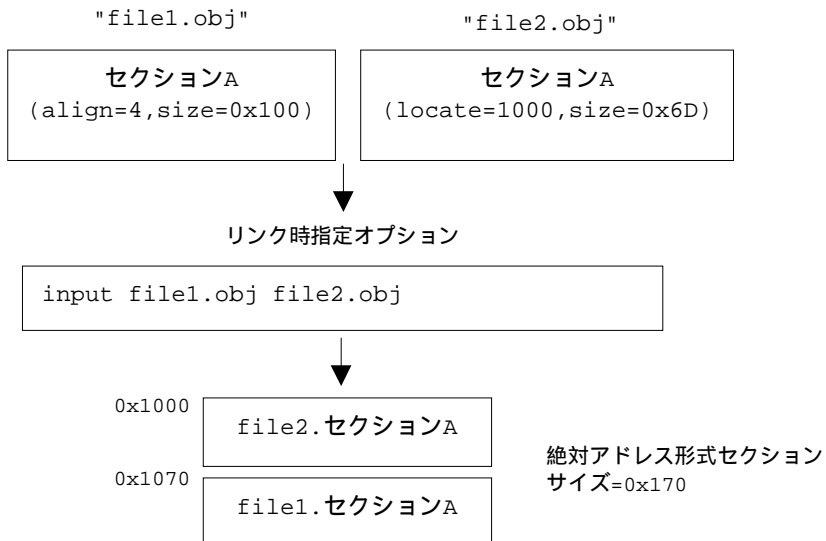 "file1.obj"
"file2.obj"
セクションA
(align=4,size=0x100)
セクションA
(locate=1000,size=0x6D)
リンク時指定オプション
input file1.obj file2.obj
0x1000
file2.セクションA
0x1070
file1.セクションA
絶対アドレス形式セクション
サイズ=0x170